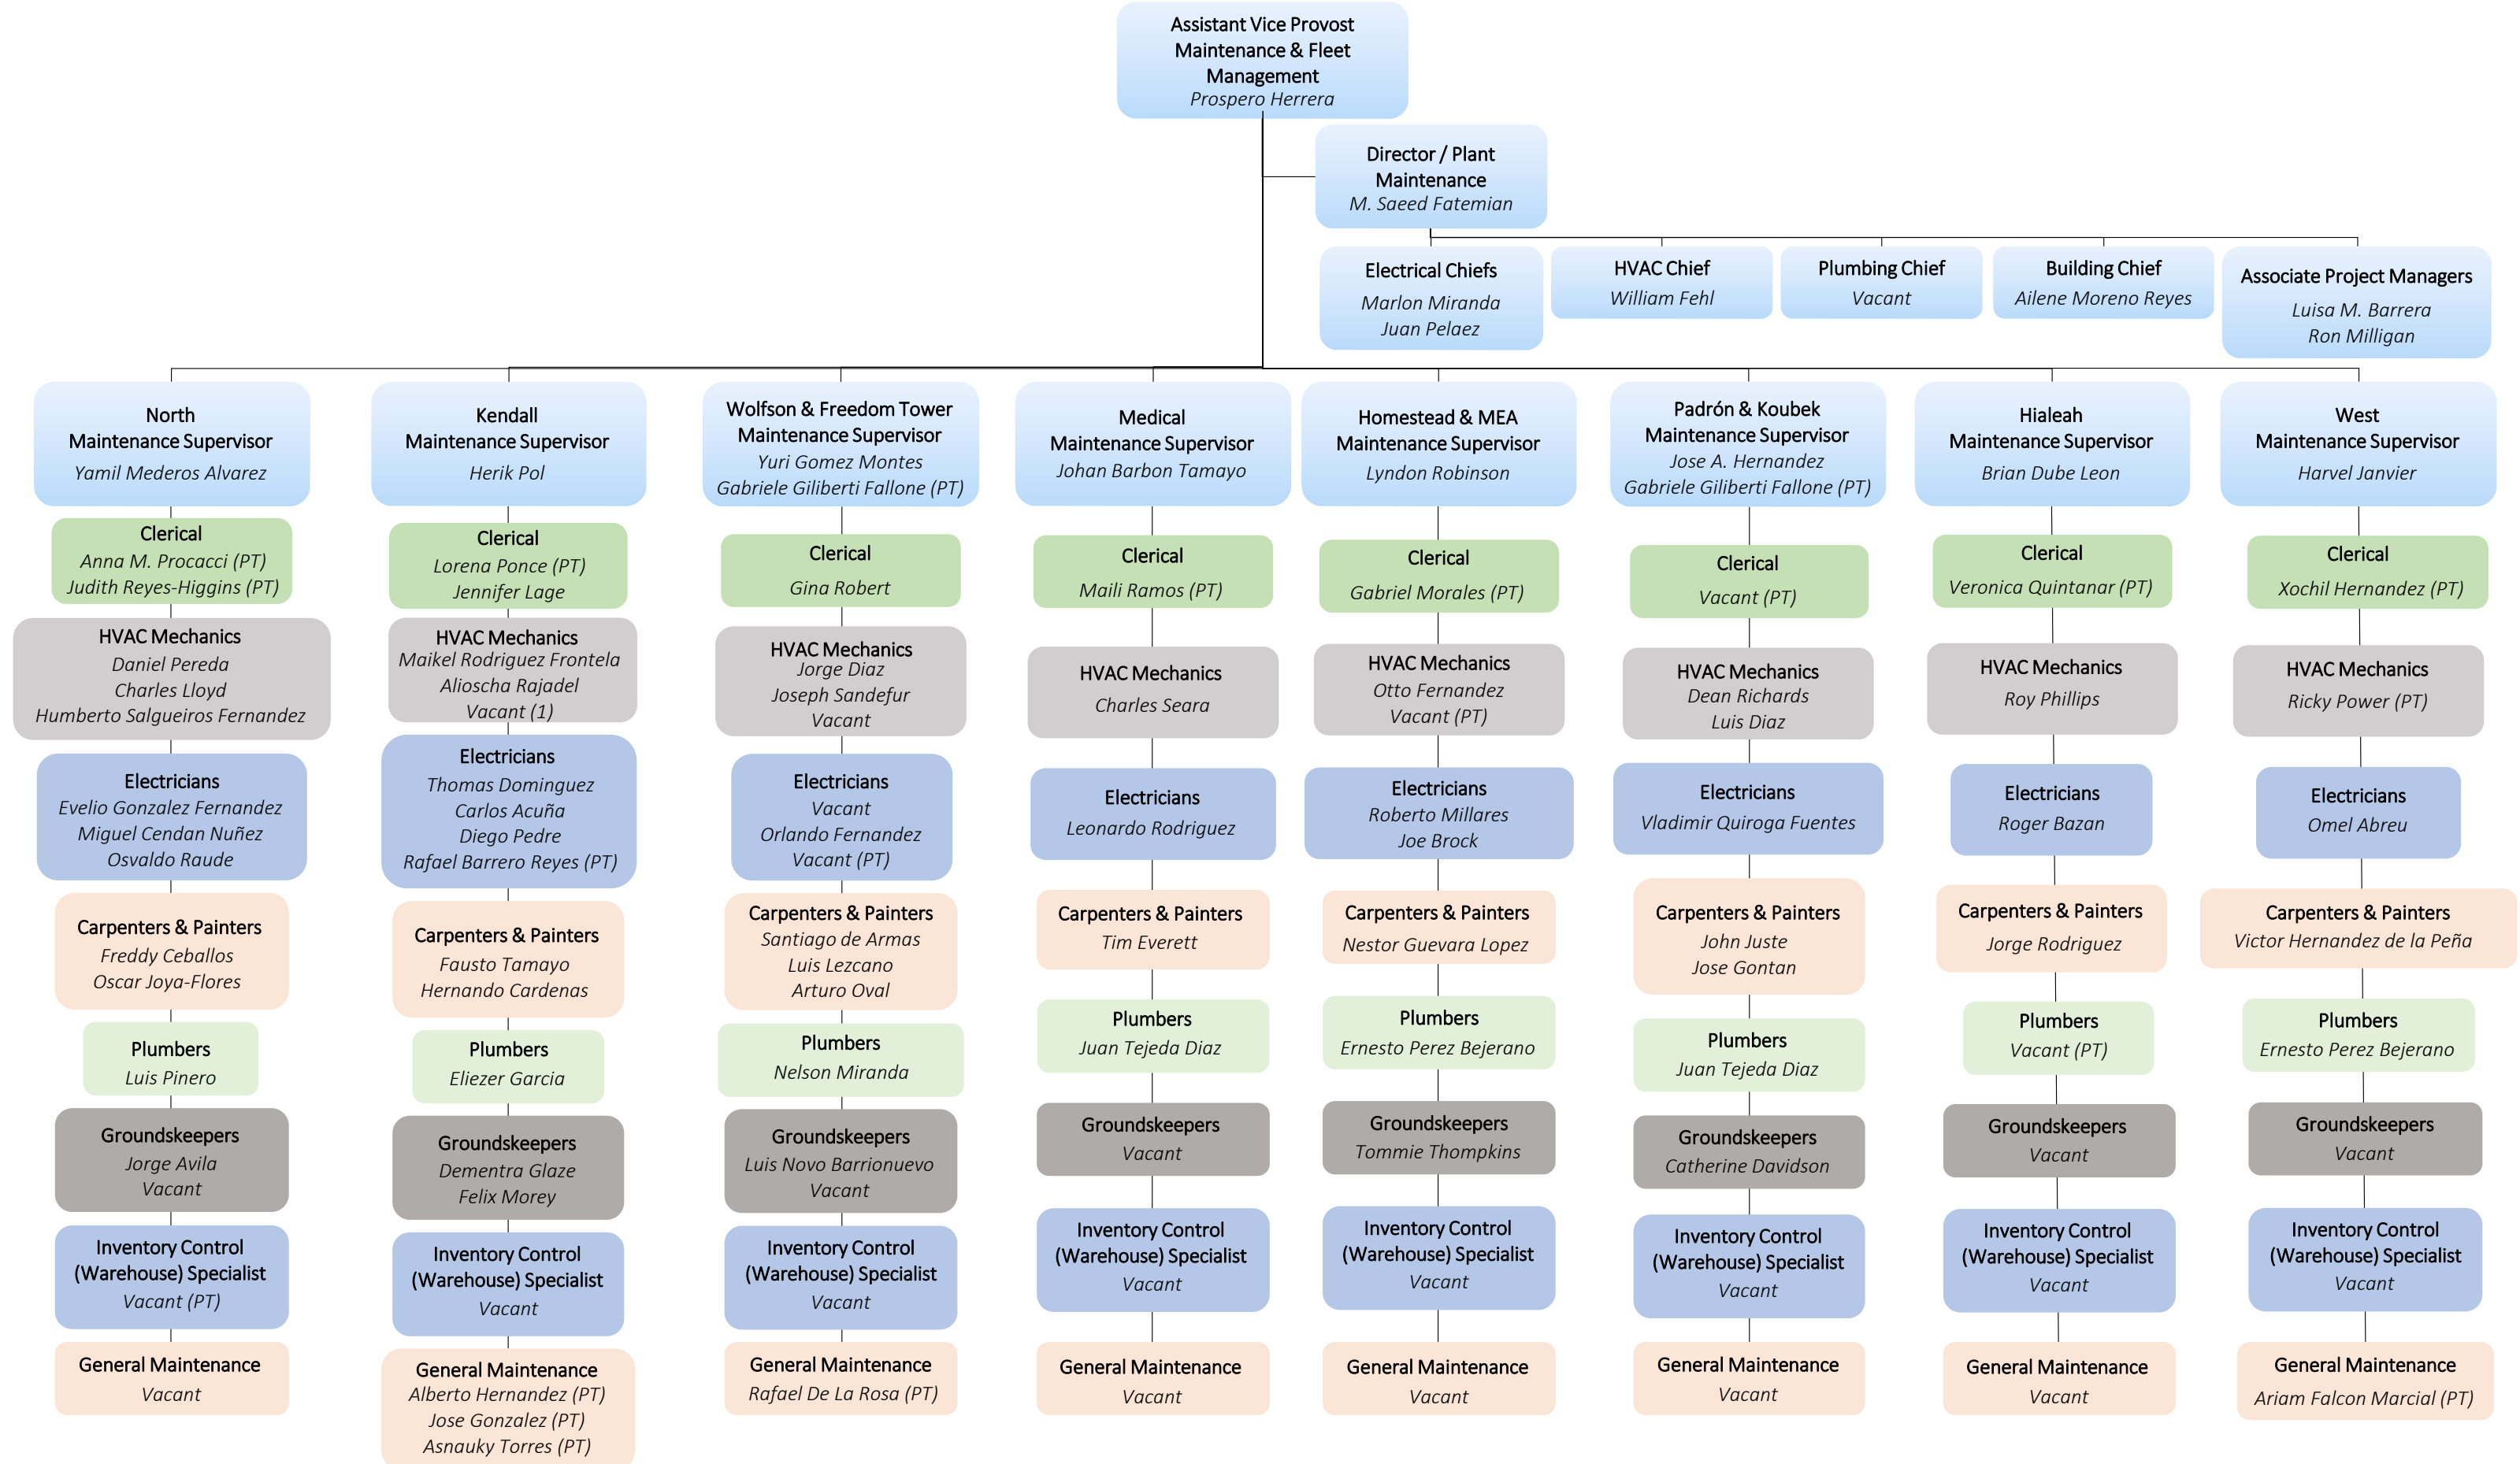 Assistant Vice Provost
Maintenance & Fleet
Management
Prospero Herrera
Director / Plant
Maintenance
M. Saeed Fatemian
Electrical Chiefs
Marlon Miranda
Juan Pelaez
HVAC Chief
William Fehl
Plumbing Chief
Vacant
Building Chief
Ailene Moreno Reyes
Associate Project Managers
Luisa M. Barrera
Ron Milligan
North
Maintenance Supervisor
Yamil Mederos Alvarez
Clerical
Anna M. Procacci (PT)
Judith Reyes-Higgins (PT)
HVAC Mechanics
Daniel Pereda
Charles Lloyd
Humberto Salgueiros Fernandez
Electricians
Evelio Gonzalez Fernandez
Miguel Cendan Nuñez
Osvaldo Raude
Carpenters & Painters
Freddy Ceballos
Oscar Joya-Flores
Plumbers
Luis Pinero
Groundskeepers
Jorge Avila
Vacant
Inventory Control
(Warehouse) Specialist
Vacant (PT)
General Maintenance
Vacant
Kendall
Maintenance Supervisor
Herik Pol
Clerical
Lorena Ponce (PT)
Jennifer Lage
HVAC Mechanics
Maikel Rodriguez Frontela
Alioscha Rajadel
Vacant (1)
Electricians
Thomas Dominguez
Carlos Acuña
Diego Pedre
Rafael Barrero Reyes (PT)
Carpenters & Painters
Fausto Tamayo
Hernando Cardenas
Plumbers
Eliezer Garcia
Groundskeepers
Dementra Glaze
Felix Morey
Inventory Control
(Warehouse) Specialist
Vacant
General Maintenance
Alberto Hernandez (PT)
Jose Gonzalez (PT)
Asnauky Torres (PT)
Wolfson & Freedom Tower
Maintenance Supervisor
Yuri Gomez Montes
Gabriele Giliberti Fallone (PT)
Clerical
Gina Robert
HVAC Mechanics
Jorge Diaz
Joseph Sandefur
Vacant
Electricians
Vacant
Orlando Fernandez
Vacant (PT)
Carpenters & Painters
Santiago de Armas
Luis Lezcano
Arturo Oval
Plumbers
Nelson Miranda
Groundskeepers
Luis Novo Barrionuevo
Vacant
Inventory Control
(Warehouse) Specialist
Vacant
General Maintenance
Rafael De La Rosa (PT)
Medical
Maintenance Supervisor
Johan Barbon Tamayo
Clerical
Maili Ramos (PT)
HVAC Mechanics
Charles Seara
Electricians
Leonardo Rodriguez
Carpenters & Painters
Tim Everett
Plumbers
Juan Tejeda Diaz
Groundskeepers
Vacant
Inventory Control
(Warehouse) Specialist
Vacant
General Maintenance
Vacant
Homestead & MEA
Maintenance Supervisor
Lyndon Robinson
Clerical
Gabriel Morales (PT)
HVAC Mechanics
Otto Fernandez
Vacant (PT)
Electricians
Roberto Millares
Joe Brock
Carpenters & Painters
Nestor Guevara Lopez
Plumbers
Ernesto Perez Bejerano
Groundskeepers
Tommie Thompkins
Inventory Control
(Warehouse) Specialist
Vacant
General Maintenance
Vacant
Padrón & Koubek
Maintenance Supervisor
Jose A. Hernandez
Gabriele Giliberti Fallone (PT)
Clerical
Vacant (PT)
HVAC Mechanics
Dean Richards
Luis Diaz
Electricians
Vladimir Quiroga Fuentes
Carpenters & Painters
John Juste
Jose Gontan
Plumbers
Juan Tejeda Diaz
Groundskeepers
Catherine Davidson
Inventory Control
(Warehouse) Specialist
Vacant
General Maintenance
Vacant
Hialeah
Maintenance Supervisor
Brian Dube Leon
Clerical
Veronica Quintanar (PT)
HVAC Mechanics
Roy Phillips
Electricians
Roger Bazan
Carpenters & Painters
Jorge Rodriguez
Plumbers
Vacant (PT)
Groundskeepers
Vacant
Inventory Control
(Warehouse) Specialist
Vacant
General Maintenance
Vacant
West
Maintenance Supervisor
Harvel Janvier
Clerical
Xochil Hernandez (PT)
HVAC Mechanics
Ricky Power (PT)
Electricians
Omel Abreu
Carpenters & Painters
Victor Hernandez de la Peña
Plumbers
Ernesto Perez Bejerano
Groundskeepers
Vacant
Inventory Control
(Warehouse) Specialist
Vacant
General Maintenance
Ariam Falcon Marcial (PT)